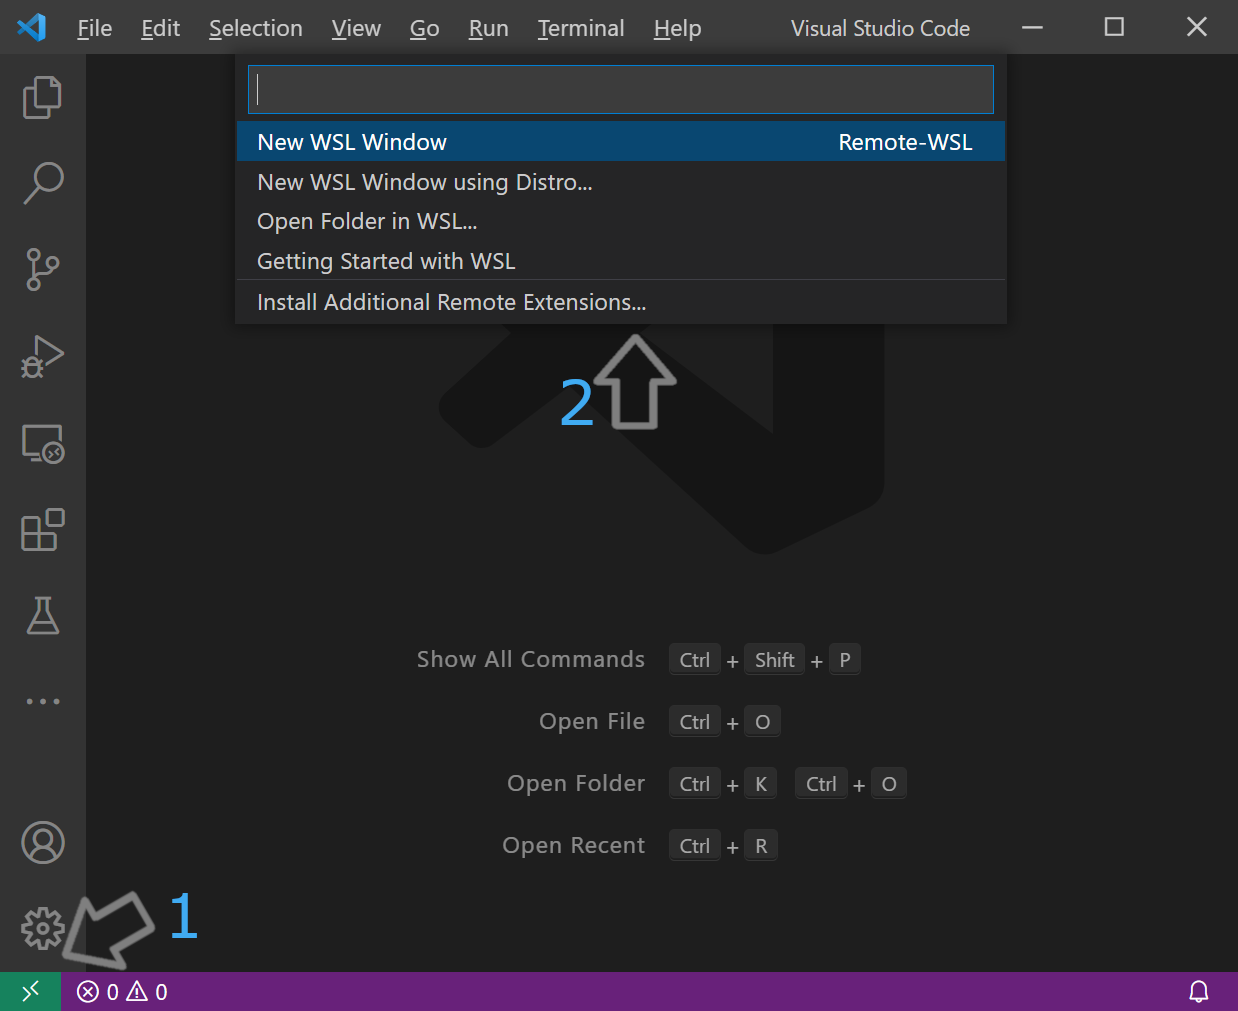 File Edit Selection View Go Run Terminal Help Visual Studio Code
New WSL Window Remote-WSL
New WSL Window using Distro...
Open Folder in WSL...
Getting Started with WSL
Install Additional Remote Extensions...
2
Show All Commands Ctrl + Shift + P
Open File Ctrl + O
Open Folder Ctrl + K Ctrl + O
Open Recent Ctrl + R
1
0 0